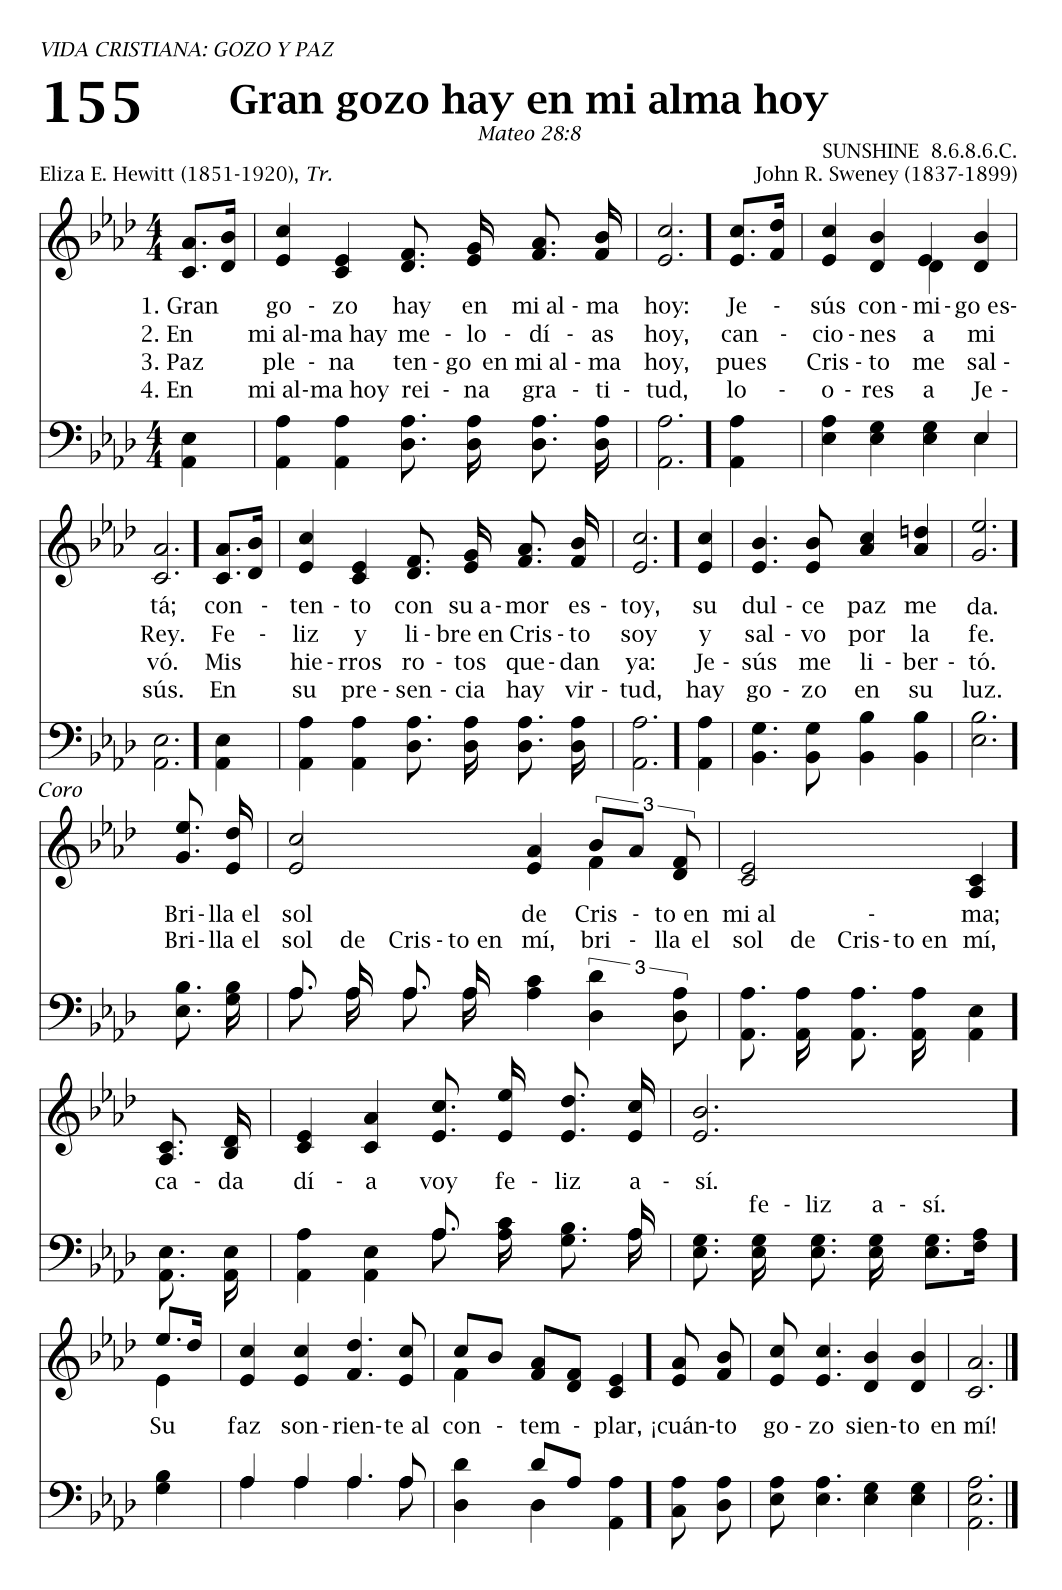 VIDA CRISTIANA: GOZO Y PAZ
155 Gran gozo hay en mi alma hoy
Mateo 28:8
SUNSHINE 8.6.8.6.C.
Eliza E. Hewitt (1851-1920), Tr. John R. Sweney (1837-1899)
1. Gran go - zo hay en mi al - ma hoy: Je - sús con - mi - go es-
2. En mi al-ma hay me - lo - dí - as hoy, can - cio - nes a mi
3. Paz ple - na ten - go en mi al - ma hoy, pues Cris - to me sal -
4. En mi al-ma hoy rei - na gra - ti - tud, lo - o - res a Je -
tá; con - ten - to con su a - mor es - toy, su dul - ce paz me da.
Rey. Fe - liz y li - bre en Cris - to soy y sal - vo por la fe.
vó. Mis hie - rros ro - tos que - dan ya: Je - sús me li - ber - tó.
sús. En su pre - sen - cia hay vir - tud, hay go - zo en su luz.
Coro
3
Bri - lla el sol de Cris - to en mi al - ma;
Bri - lla el sol de Cris - to en mí, bri - lla el sol de Cris - to en mí,
3
ca - da dí - a voy fe - liz a - sí.
fe - liz a - sí.
Su faz son - rien - te al con - tem - plar, ¡cuán-to go - zo sien-to en mí!